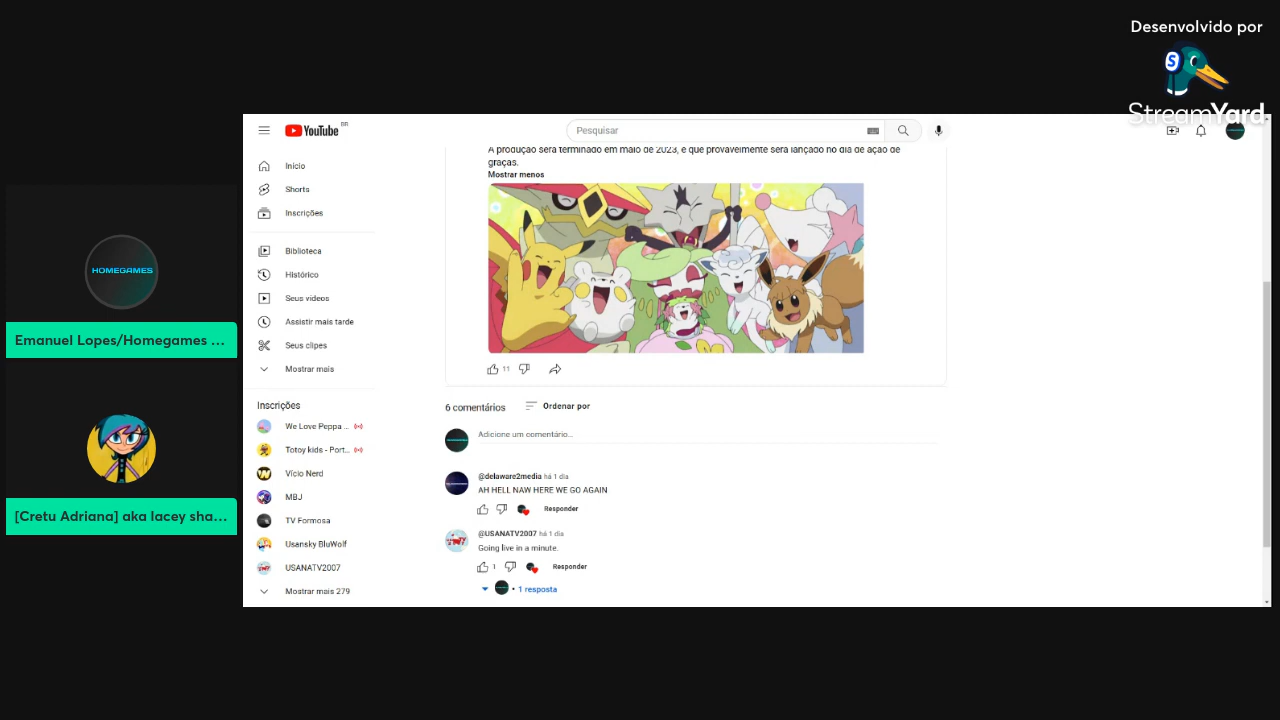 Desenvolvido por
S
StreamYard
YouTube BR
Pesquisar
Início
Shorts
Inscrições
Biblioteca
Histórico
Seus vídeos
Assistir mais tarde
Seus clipes
Mostrar mais
Inscrições
We Love Peppa ...
Totoy kids - Port...
Vício Nerd
MBJ
TV Formosa
Usansky BluWolf
USANATV2007
Mostrar mais 279
A produção será terminado em maio de 2023, e que provavelmente será lançado no dia de ação de
graças.
Mostrar menos
11
6 comentários
Ordenar por
Adicione um comentário...
@delaware2media há 1 dia
AH HELL NAW HERE WE GO AGAIN
Responder
@USANATV2007 há 1 dia
Going live in a minute.
1
Responder
• 1 resposta
HOMEGAMES
Emanuel Lopes/Homegames ...
[Cretu Adriana] aka lacey sha...